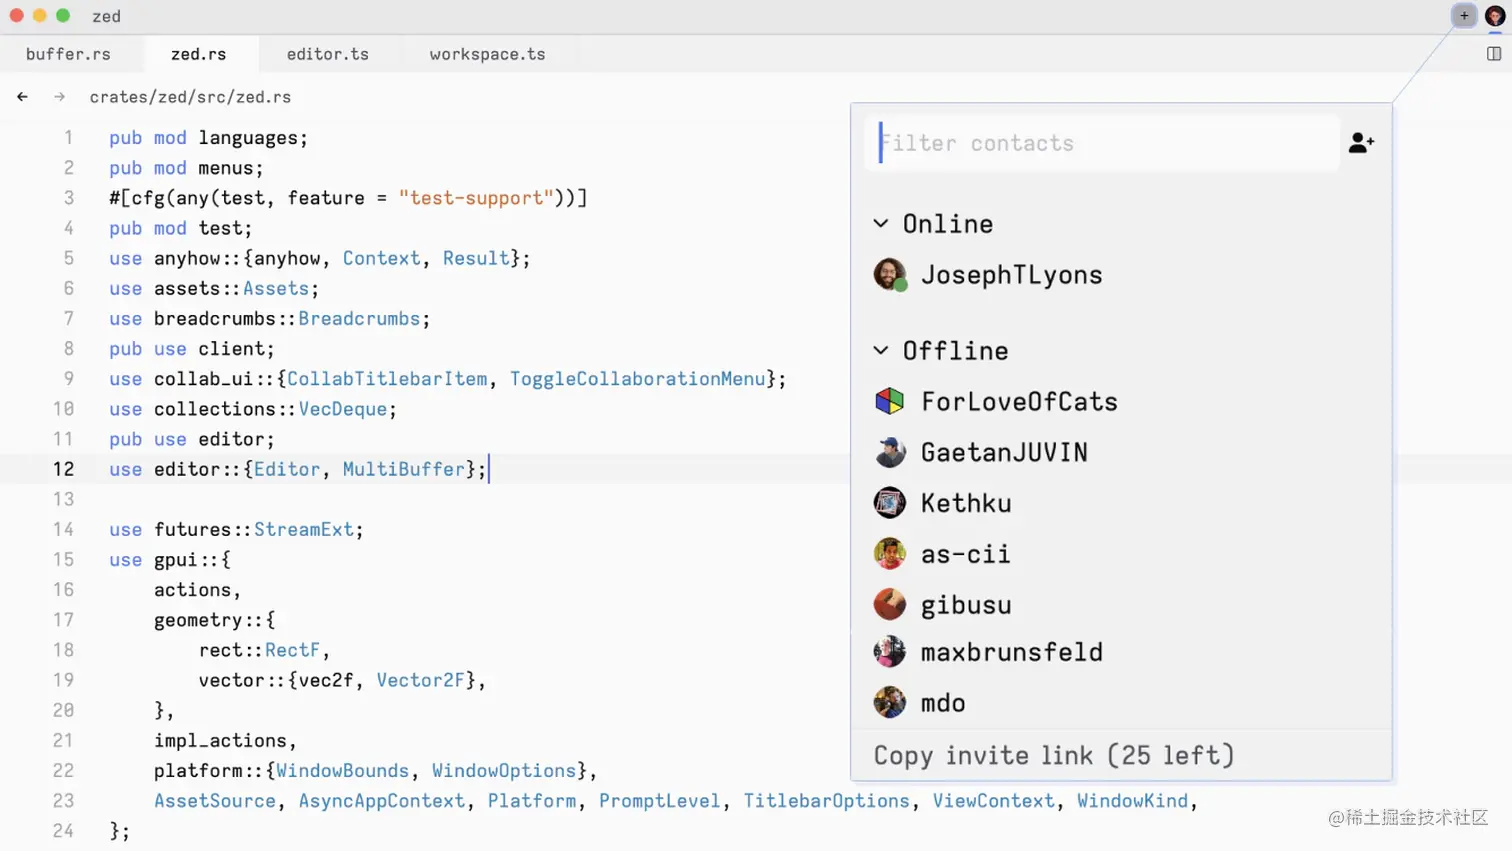 zed
+
buffer.rs zed.rs editor.ts workspace.ts
← → crates/zed/src/zed.rs
1 pub mod languages;
2 pub mod menus;
3 #[cfg(any(test, feature = "test-support"))]
4 pub mod test;
5 use anyhow::{anyhow, Context, Result};
6 use assets::Assets;
7 use breadcrumbs::Breadcrumbs;
8 pub use client;
9 use collab_ui::{CollabTitlebarItem, ToggleCollaborationMenu};
10 use collections::VecDeque;
11 pub use editor;
12 use editor::{Editor, MultiBuffer};
13
14 use futures::StreamExt;
15 use gpui::{
16 actions,
17 geometry::{
18 rect::RectF,
19 vector::{vec2f, Vector2F},
20 },
21 impl_actions,
22 platform::{WindowBounds, WindowOptions},
23 AssetSource, AsyncAppContext, Platform, PromptLevel, TitlebarOptions, ViewContext, WindowKind,
24 };
Filter contacts
Online
JosephTLyons
Offline
ForLoveOfCats
GaetanJUVIN
Kethku
as-cii
gibusu
maxbrunsfeld
mdo
Copy invite link (25 left)
@稀土掘金技术社区